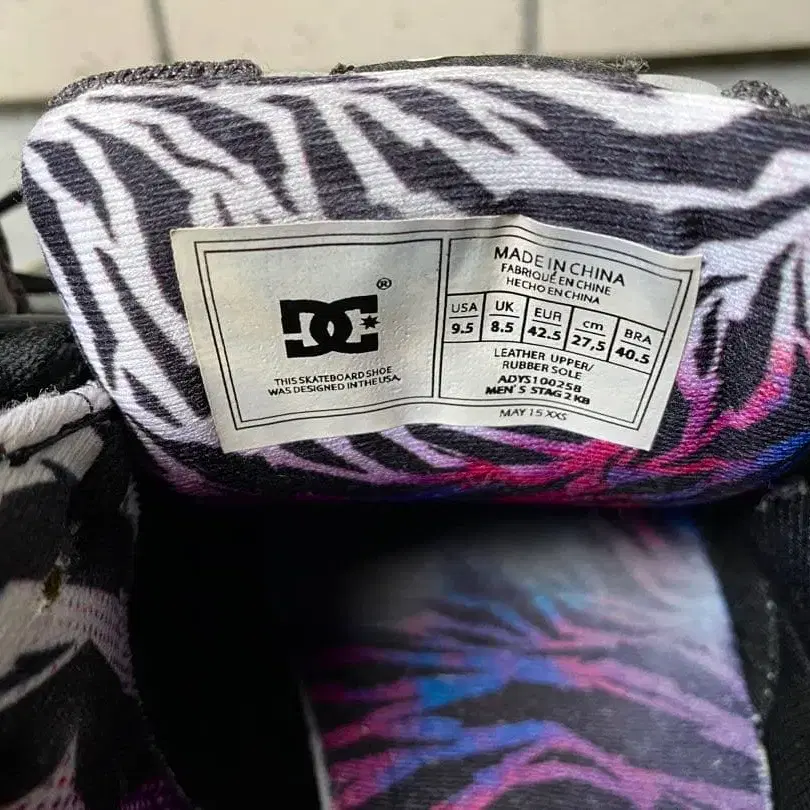 DC®
THIS SKATEBOARD SHOE
WAS DESIGNED IN THE USA.
MADE IN CHINA
FABRIQUÉ EN CHINE
HECHO EN CHINA
USA UK EUR cm BRA
9.5 8.5 42.5 27,5 40.5
LEATHER UPPER/
RUBBER SOLE
ADYS100258
MEN'S STAG 2 KB
MAY 15 XXS